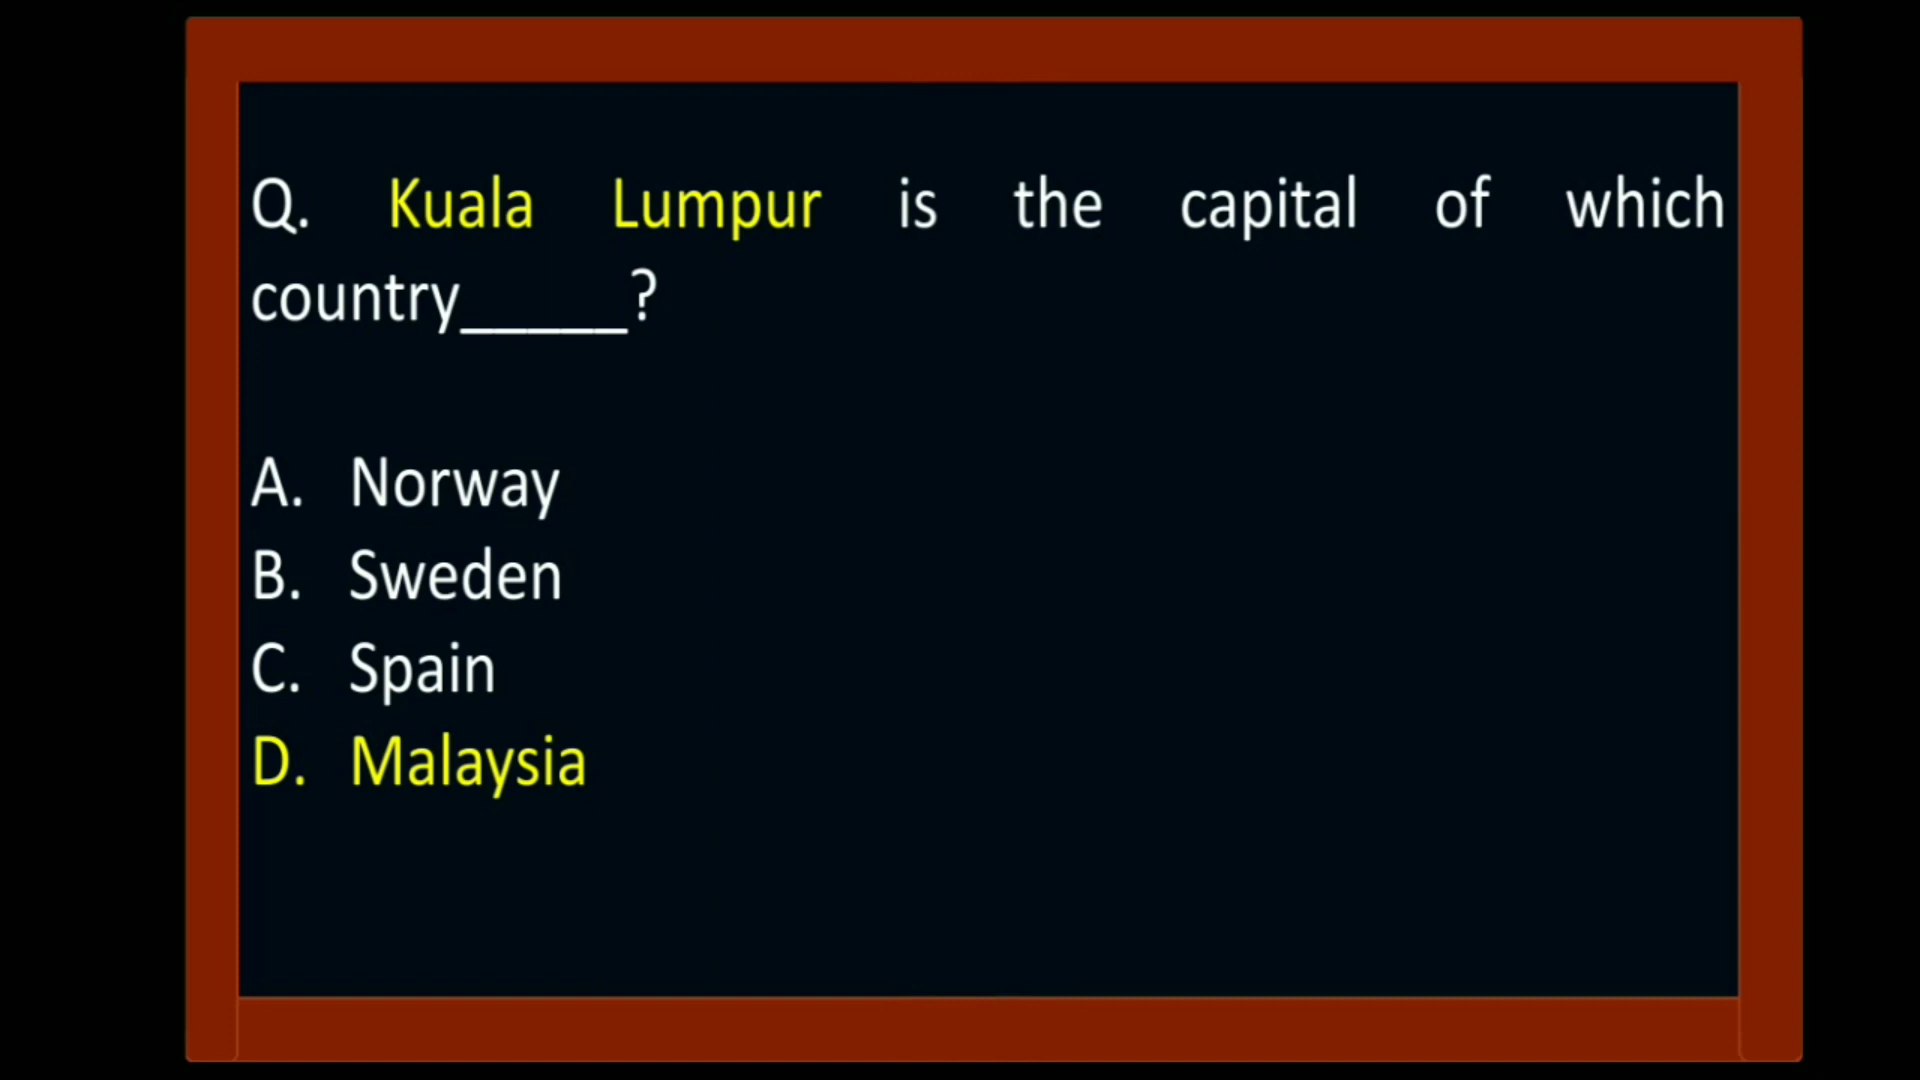 Q. Kuala Lumpur is the capital of which
country_____?
A. Norway
B. Sweden
C. Spain
D. Malaysia